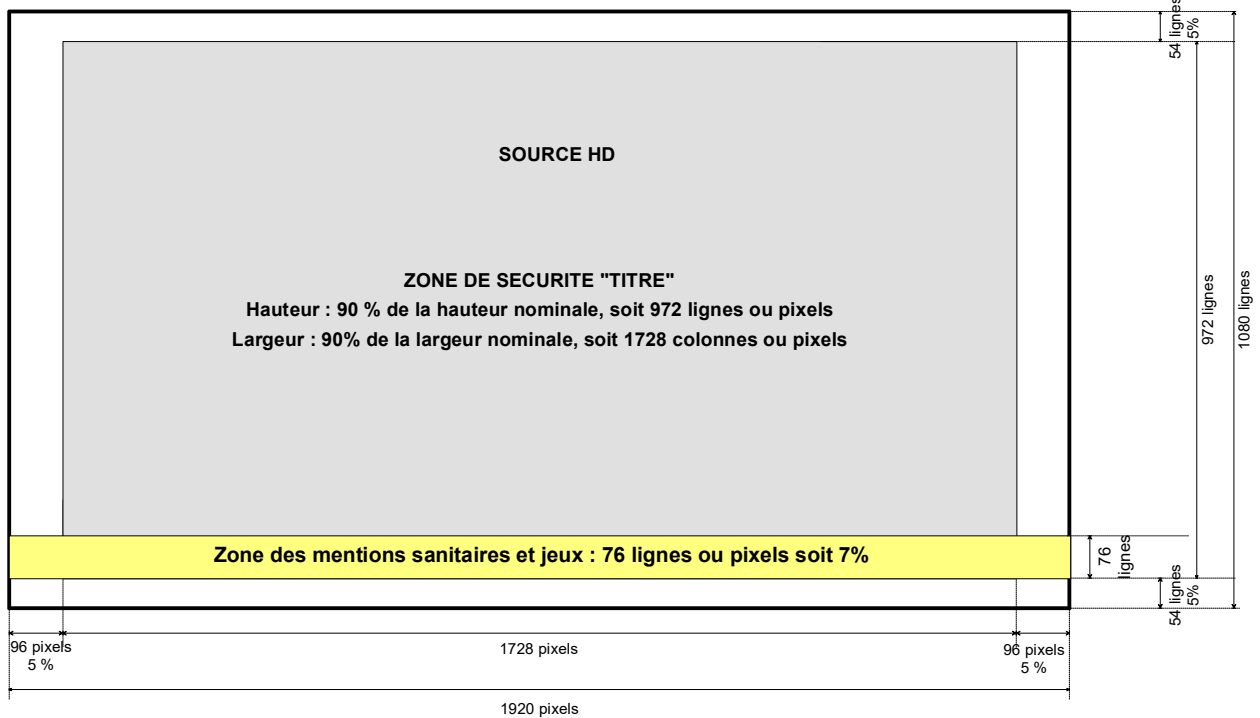 54 lignes
5%
SOURCE HD
ZONE DE SECURITE "TITRE"
Hauteur : 90 % de la hauteur nominale, soit 972 lignes ou pixels
Largeur : 90% de la largeur nominale, soit 1728 colonnes ou pixels
972 lignes
1080 lignes
Zone des mentions sanitaires et jeux : 76 lignes ou pixels soit 7%
76
lignes
54 lignes
5%
96 pixels
5 %
1728 pixels
96 pixels
5 %
1920 pixels